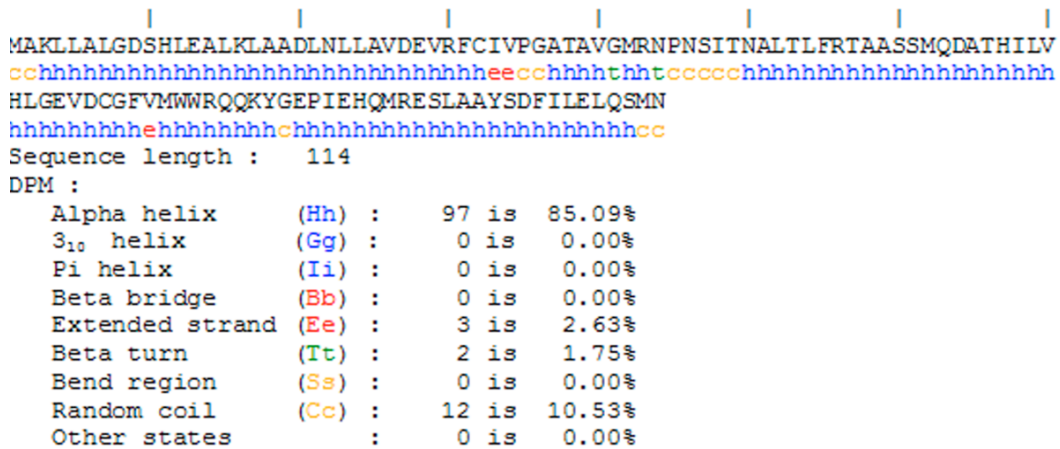 | | | | | | |
MAKLLALGDSHLEALKLAADLNLLAVDEVRFCIVPGATAVGMRNPNSITNALTLFRTAASSMQDATHILV
cchhhhhhhhhhhhhhhhhhhhhhhhhhhhhheecchhhhthhtccccchhhhhhhhhhhhhhhhhhhhh
HLGEVDCGFVMWWRQQKYGEPIEHQMRESLAAYSDFILELQSMN
hhhhhhhhhehhhhhhhhchhhhhhhhhhhhhhhhhhhhhhhcc
Sequence length : 114
DPM :
Alpha helix (Hh) : 97 is 85.09%
3₁₀ helix (Gg) : 0 is 0.00%
Pi helix (Ii) : 0 is 0.00%
Beta bridge (Bb) : 0 is 0.00%
Extended strand (Ee) : 3 is 2.63%
Beta turn (Tt) : 2 is 1.75%
Bend region (Ss) : 0 is 0.00%
Random coil (Cc) : 12 is 10.53%
Other states : 0 is 0.00%